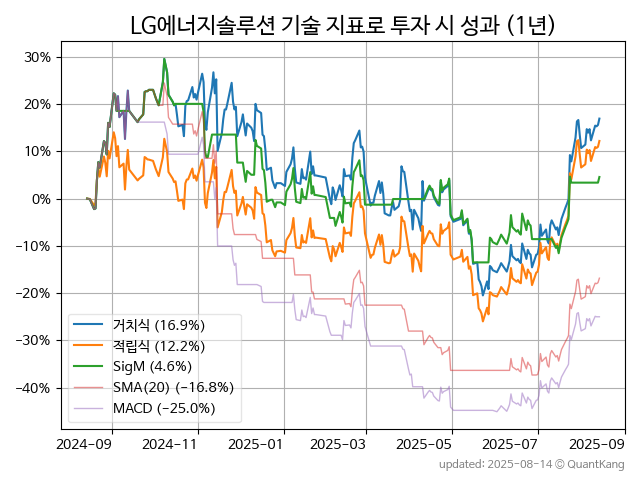 LG에너지솔루션 기술 지표로 투자 시 성과 (1년)
30%
20%
10%
0%
−10%
−20%
−30%
−40%
거치식 (16.9%)
적립식 (12.2%)
SigM (4.6%)
SMA(20) (−16.8%)
MACD (−25.0%)
2024-09
2024-11
2025-01
2025-03
2025-05
2025-07
2025-09
updated: 2025-08-14 © QuantKang